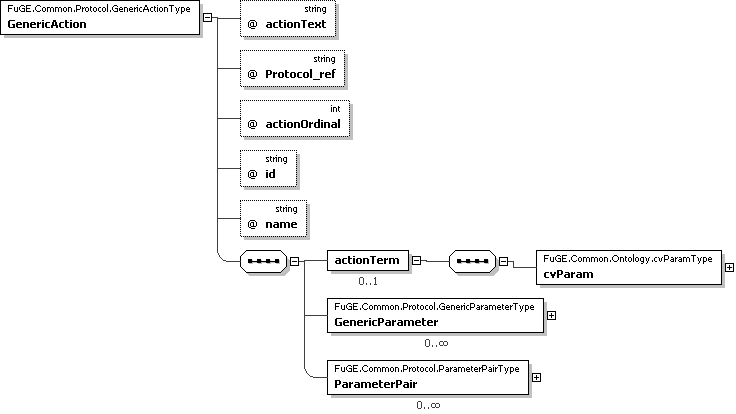 FuGE.Common.Protocol.GenericActionType
GenericAction
string
@ actionText
string
@ Protocol_ref
int
@ actionOrdinal
string
@ id
string
@ name
actionTerm
0..1
FuGE.Common.Ontology.cvParamType
cvParam
FuGE.Common.Protocol.GenericParameterType
GenericParameter
0..∞
FuGE.Common.Protocol.ParameterPairType
ParameterPair
0..∞